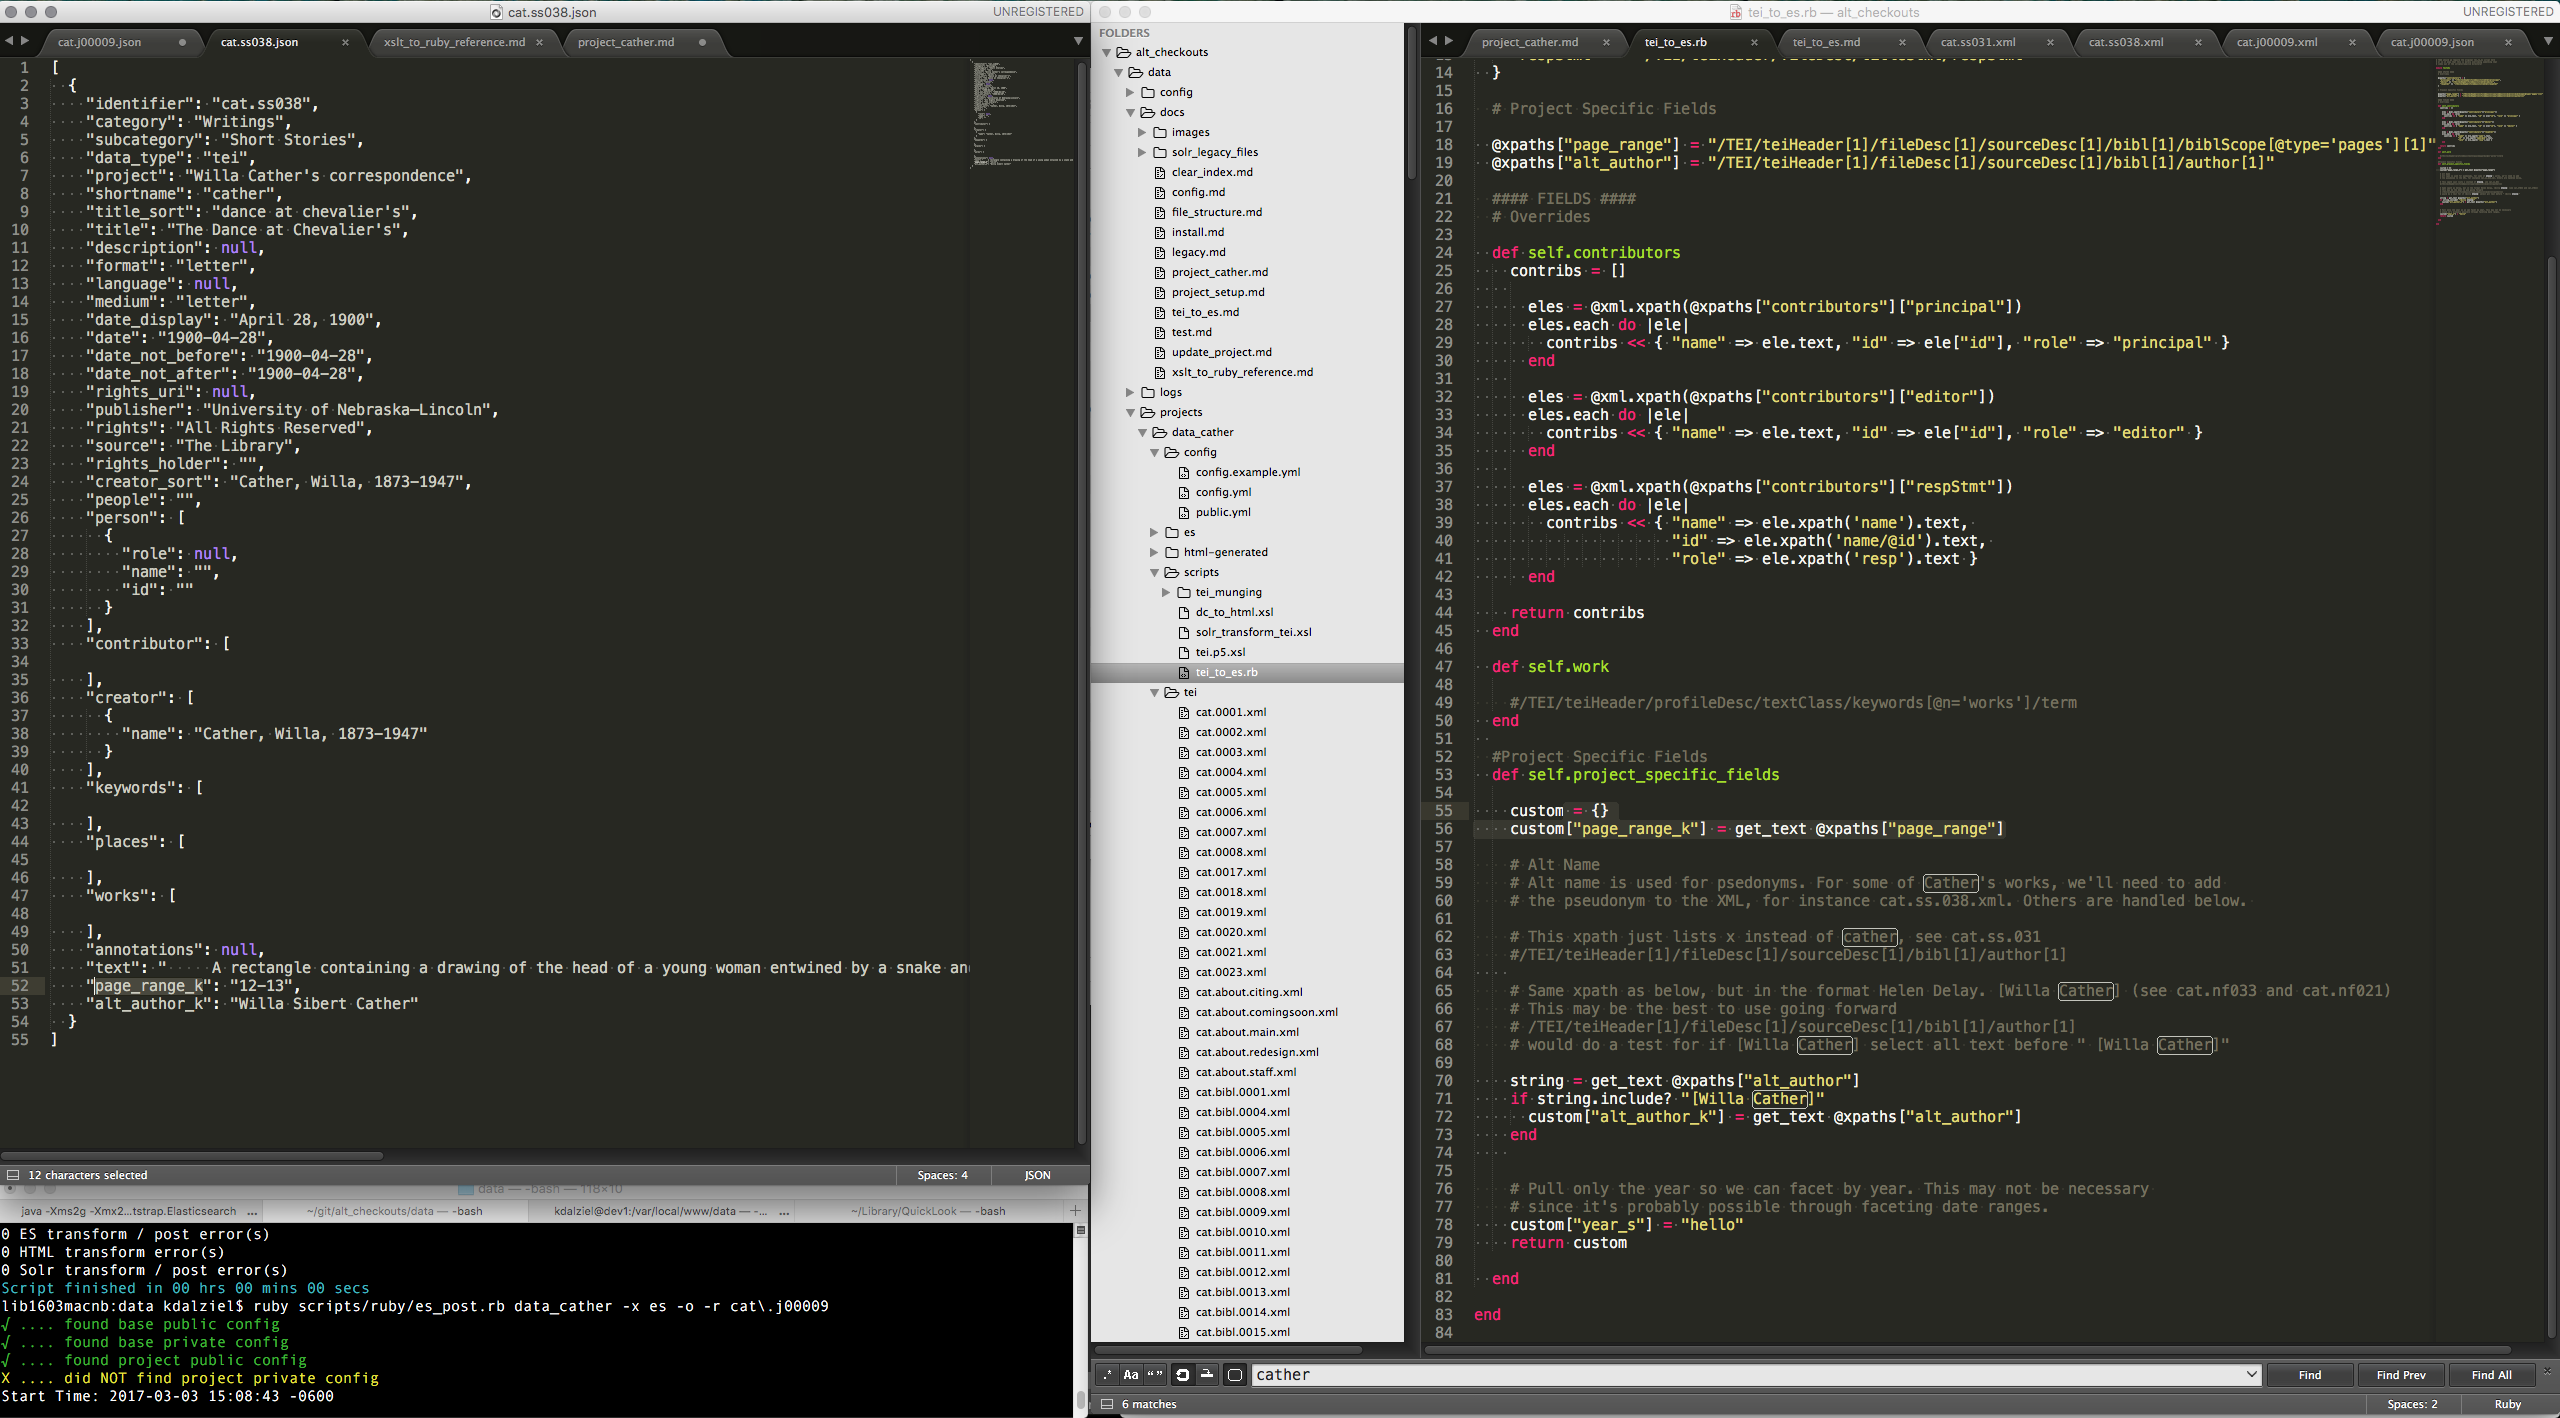 cat.ss038.json
UNREGISTERED
cat.j00009.json
cat.ss038.json
xslt_to_ruby_reference.md
project_cather.md
1 [
2 {
3 "identifier": "cat.ss038",
4 "category": "Writings",
5 "subcategory": "Short Stories",
6 "data_type": "tei",
7 "project": "Willa Cather's correspondence",
8 "shortname": "cather",
9 "title_sort": "dance at chevalier's",
10 "title": "The Dance at Chevalier's",
11 "description": null,
12 "format": "letter",
13 "language": null,
14 "medium": "letter",
15 "date_display": "April 28, 1900",
16 "date": "1900-04-28",
17 "date_not_before": "1900-04-28",
18 "date_not_after": "1900-04-28",
19 "rights_uri": null,
20 "publisher": "University of Nebraska–Lincoln",
21 "rights": "All Rights Reserved",
22 "source": "The Library",
23 "rights_holder": "",
24 "creator_sort": "Cather, Willa, 1873-1947",
25 "people": "",
26 "person": [
27 {
28 "role": null,
29 "name": "",
30 "id": ""
31 }
32 ],
33 "contributor": [
34
35 ],
36 "creator": [
37 {
38 "name": "Cather, Willa, 1873-1947"
39 }
40 ],
41 "keywords": [
42
43 ],
44 "places": [
45
46 ],
47 "works": [
48
49 ],
50 "annotations": null,
51 "text": " A rectangle containing a drawing of the head of a young woman entwined by a snake an
52 "page_range_k": "12-13",
53 "alt_author_k": "Willa Sibert Cather"
54 }
55 ]
12 characters selected
Spaces: 4
JSON
data — -bash — 118×10
java -Xms2g -Xmx2...tstrap.Elasticsearch ...
~/git/alt_checkouts/data — -bash
kdalziel@dev1:/var/local/www/data — -... ...
~/Library/QuickLook — -bash
0 ES transform / post error(s)
0 HTML transform error(s)
0 Solr transform / post error(s)
Script finished in 00 hrs 00 mins 00 secs
lib1603macnb:data kdalziel$ ruby scripts/ruby/es_post.rb data_cather -x es -o -r cat\.j00009
√ .... found base public config
√ .... found base private config
√ .... found project public config
X .... did NOT find project private config
Start Time: 2017-03-03 15:08:43 -0600
tei_to_es.rb — alt_checkouts
UNREGISTERED
FOLDERS
alt_checkouts
data
config
docs
images
solr_legacy_files
clear_index.md
config.md
file_structure.md
install.md
legacy.md
project_cather.md
project_setup.md
tei_to_es.md
test.md
update_project.md
xslt_to_ruby_reference.md
logs
projects
data_cather
config
config.example.yml
config.yml
public.yml
es
html-generated
scripts
tei_munging
dc_to_html.xsl
solr_transform_tei.xsl
tei.p5.xsl
tei_to_es.rb
tei
cat.0001.xml
cat.0002.xml
cat.0003.xml
cat.0004.xml
cat.0005.xml
cat.0006.xml
cat.0007.xml
cat.0008.xml
cat.0017.xml
cat.0018.xml
cat.0019.xml
cat.0020.xml
cat.0021.xml
cat.0023.xml
cat.about.citing.xml
cat.about.comingsoon.xml
cat.about.main.xml
cat.about.redesign.xml
cat.about.staff.xml
cat.bibl.0001.xml
cat.bibl.0004.xml
cat.bibl.0005.xml
cat.bibl.0006.xml
cat.bibl.0007.xml
cat.bibl.0008.xml
cat.bibl.0009.xml
cat.bibl.0010.xml
cat.bibl.0011.xml
cat.bibl.0012.xml
cat.bibl.0013.xml
cat.bibl.0014.xml
cat.bibl.0015.xml
project_cather.md
tei_to_es.rb
tei_to_es.md
cat.ss031.xml
cat.ss038.xml
cat.j00009.xml
cat.j00009.json
14 }
15
16 # Project Specific Fields
17
18 @xpaths["page_range"] = "/TEI/teiHeader[1]/fileDesc[1]/sourceDesc[1]/bibl[1]/biblScope[@type='pages'][1]"
19 @xpaths["alt_author"] = "/TEI/teiHeader[1]/fileDesc[1]/sourceDesc[1]/bibl[1]/author[1]"
20
21 #### FIELDS ####
22 # Overrides
23
24 def self.contributors
25 contribs = []
26
27 eles = @xml.xpath(@xpaths["contributors"]["principal"])
28 eles.each do |ele|
29 contribs << { "name" => ele.text, "id" => ele["id"], "role" => "principal" }
30 end
31
32 eles = @xml.xpath(@xpaths["contributors"]["editor"])
33 eles.each do |ele|
34 contribs << { "name" => ele.text, "id" => ele["id"], "role" => "editor" }
35 end
36
37 eles = @xml.xpath(@xpaths["contributors"]["respStmt"])
38 eles.each do |ele|
39 contribs << { "name" => ele.xpath('name').text,
40 "id" => ele.xpath('name/@id').text,
41 "role" => ele.xpath('resp').text }
42 end
43
44 return contribs
45 end
46
47 def self.work
48
49 #/TEI/teiHeader/profileDesc/textClass/keywords[@n='works']/term
50 end
51
52 #Project Specific Fields
53 def self.project_specific_fields
54
55 custom = {}
56 custom["page_range_k"] = get_text @xpaths["page_range"]
57
58 # Alt Name
59 # Alt name is used for psedonyms. For some of Cather's works, we'll need to add
60 # the pseudonym to the XML, for instance cat.ss.038.xml. Others are handled below.
61
62 # This xpath just lists x instead of cather, see cat.ss.031
63 #/TEI/teiHeader[1]/fileDesc[1]/sourceDesc[1]/bibl[1]/author[1]
64
65 # Same xpath as below, but in the format Helen Delay. [Willa Cather] (see cat.nf033 and cat.nf021)
66 # This may be the best to use going forward
67 # /TEI/teiHeader[1]/fileDesc[1]/sourceDesc[1]/bibl[1]/author[1]
68 # would do a test for if [Willa Cather] select all text before " [Willa Cather]"
69
70 string = get_text @xpaths["alt_author"]
71 if string.include? "[Willa Cather]"
72 custom["alt_author_k"] = get_text @xpaths["alt_author"]
73 end
74
75
76 # Pull only the year so we can facet by year. This may not be necessary
77 # since it's probably possible through faceting date ranges.
78 custom["year_s"] = "hello"
79 return custom
80
81 end
82
83 end
84
.* Aa “ ” cather Find Find Prev Find All
6 matches
Spaces: 2
Ruby